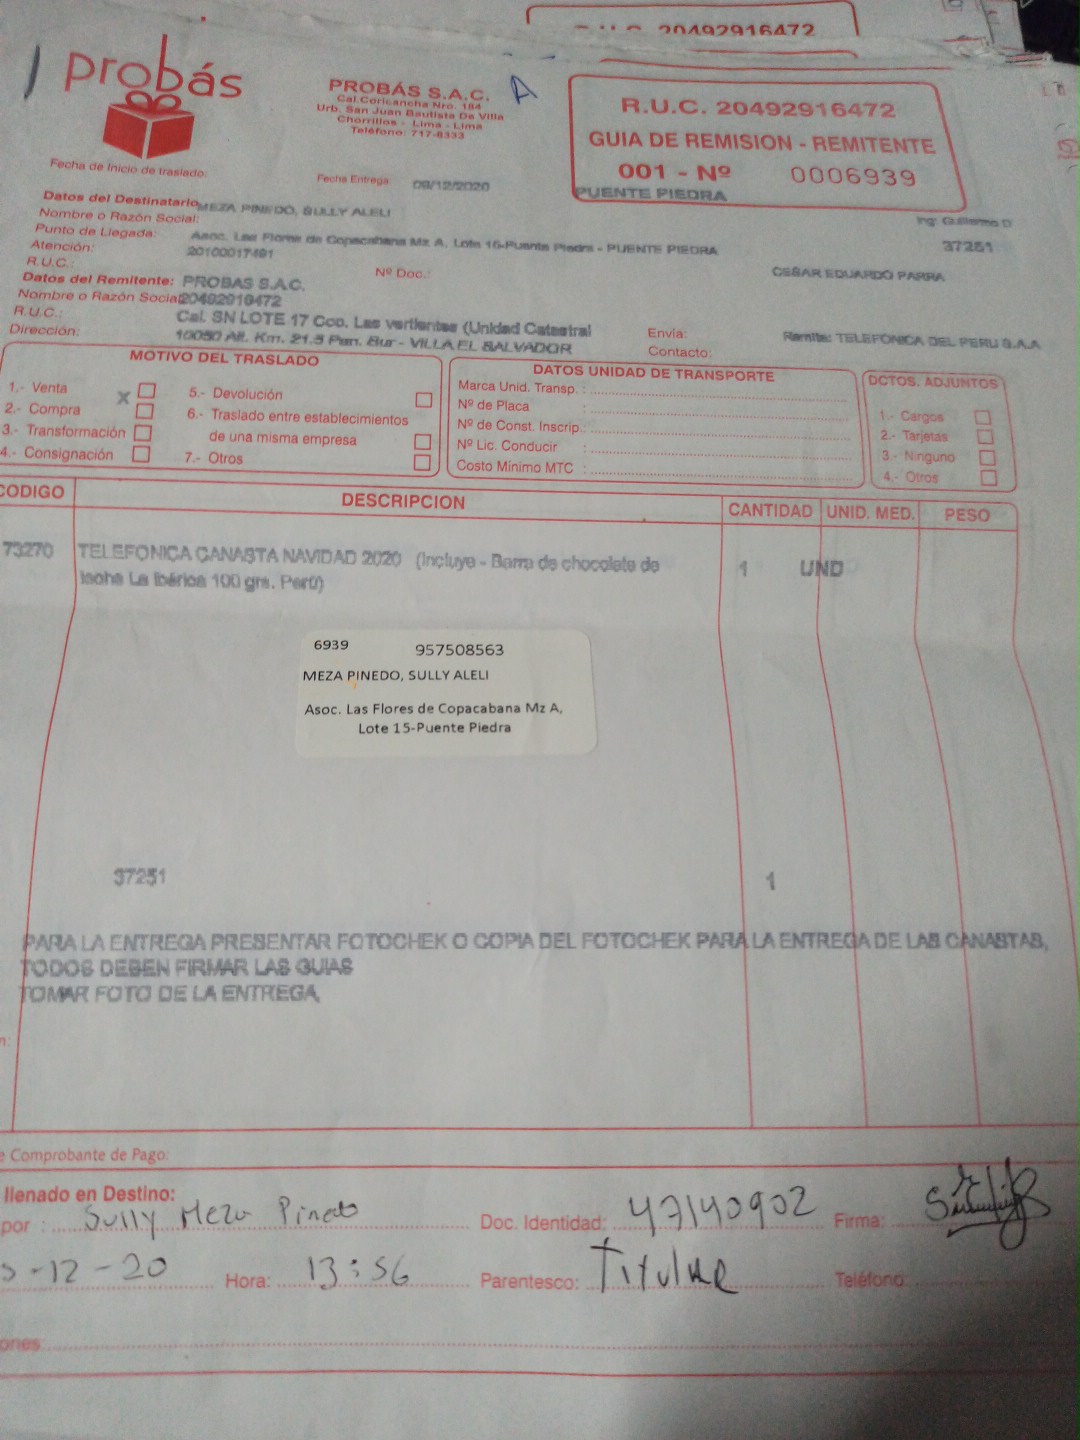 R.U.C. 20492916472
probás
PROBÁS S.A.C.
Cal.Coricancha Nro. 184
Urb. San Juan Bautista De Villa
Chorrillos - Lima - Lima
Teléfono: 717-6333
A
R.U.C. 20492916472
GUIA DE REMISION - REMITENTE
001 - Nº 0006939
PUENTE PIEDRA
Fecha de Inicio de traslado:
Fecha Entrega: 09/12/2020
Datos del Destinatario
Nombre o Razón Social: MEZA PINEDO, SULLY ALELI
Ing: Guillermo D
Punto de Llegada: Asoc. Las Flores de Copacabana Mz A, Lote 15-Puente Piedra - PUENTE PIEDRA
37251
Atención: 20100017491
R.U.C.:
Nº Doc.:
CESAR EDUARDO PARRA
Datos del Remitente: PROBAS S.A.C.
Nombre o Razón Social 20492916472
R.U.C.: Cal. SN LOTE 17 Coo. Las vertientes (Unidad Catastral
Dirección: 10050 Alt. Km. 21.5 Pan. Sur - VILLA EL SALVADOR
Envia: Remite: TELEFONICA DEL PERU S.A.A
Contacto:
MOTIVO DEL TRASLADO
1.- Venta X
2.- Compra
3.- Transformación
4.- Consignación
5.- Devolución
6.- Traslado entre establecimientos
de una misma empresa
7.- Otros
DATOS UNIDAD DE TRANSPORTE
Marca Unid. Transp. :
Nº de Placa :
Nº de Const. Inscrip.:
Nº Lic. Conducir :
Costo Mínimo MTC :
DCTOS. ADJUNTOS
1.- Cargos
2.- Tarjetas
3.- Ninguno
4.- Otros
CODIGO DESCRIPCION CANTIDAD UNID. MED. PESO
73270 TELEFONICA CANASTA NAVIDAD 2020 (Incluye - Barra de chocolate de 1 UND
leche La Ibérica 100 grs. Perú)
6939 957508563
MEZA PINEDO, SULLY ALELI
Asoc. Las Flores de Copacabana Mz A,
Lote 15-Puente Piedra
37251 1
PARA LA ENTREGA PRESENTAR FOTOCHEK O COPIA DEL FOTOCHEK PARA LA ENTREGA DE LAS CANASTAS,
TODOS DEBEN FIRMAR LAS GUIAS
TOMAR FOTO DE LA ENTREGA
Comprobante de Pago:
llenado en Destino:
por : Sully Meza Pinedo Doc. Identidad: 47140902 Firma:
-12-20 Hora: 13:56 Parentesco: Titular Teléfono: